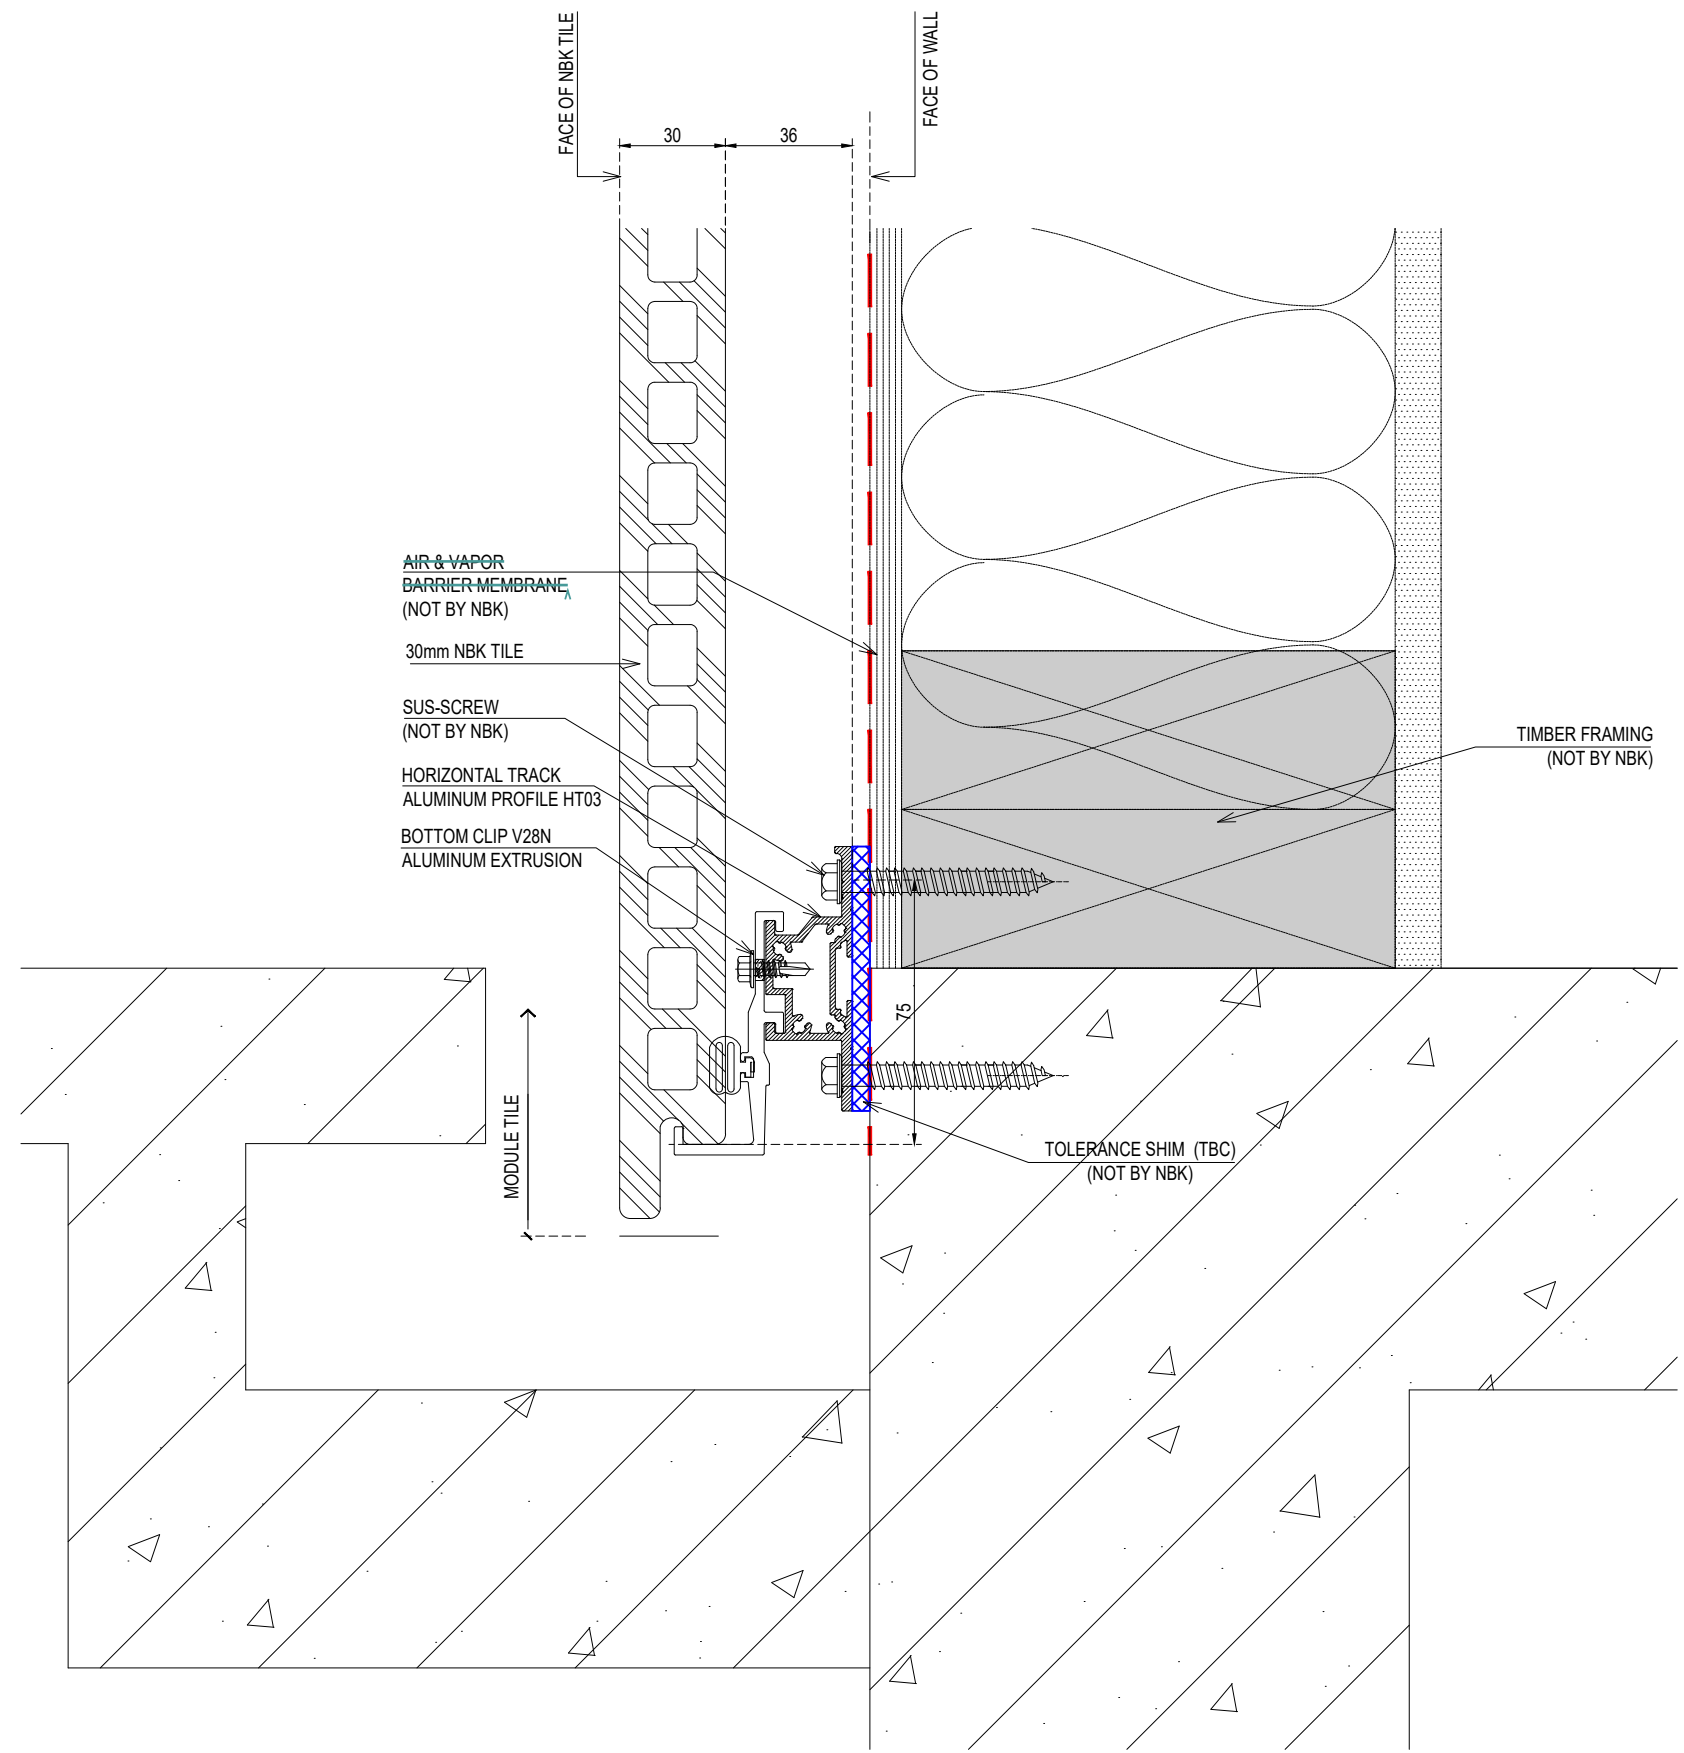 FACE OF NBK TILE
FACE OF WALL
30
36
AIR & VAPOR
BARRIER MEMBRANE
(NOT BY NBK)
30mm NBK TILE
SUS-SCREW
(NOT BY NBK)
HORIZONTAL TRACK
ALUMINUM PROFILE HT03
BOTTOM CLIP V28N
ALUMINUM EXTRUSION
TIMBER FRAMING
(NOT BY NBK)
75
MODULE TILE
TOLERANCE SHIM (TBC)
(NOT BY NBK)